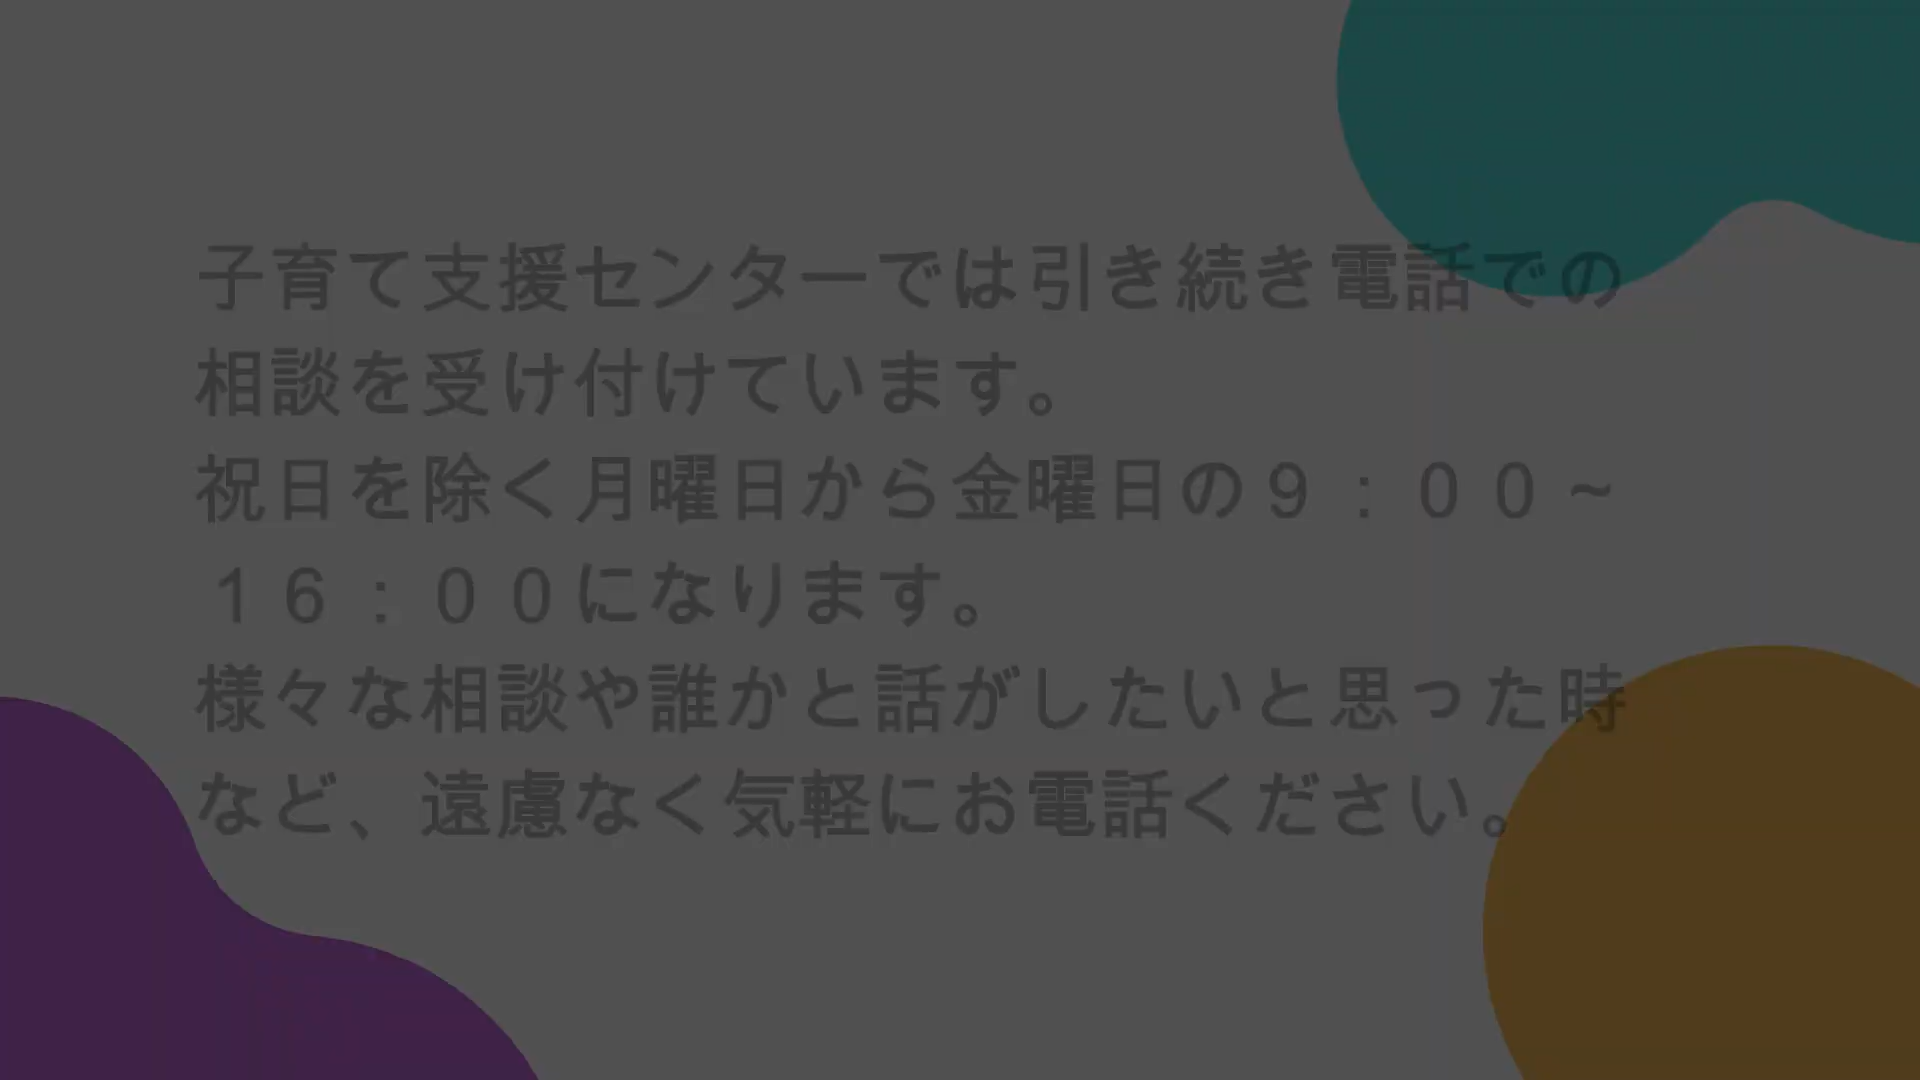 子育て支援センターでは引き続き電話での
相談を受け付けています。
祝日を除く月曜日から金曜日の９：００～
１６：００になります。
様々な相談や誰かと話がしたいと思った時
など、遠慮なく気軽にお電話ください。